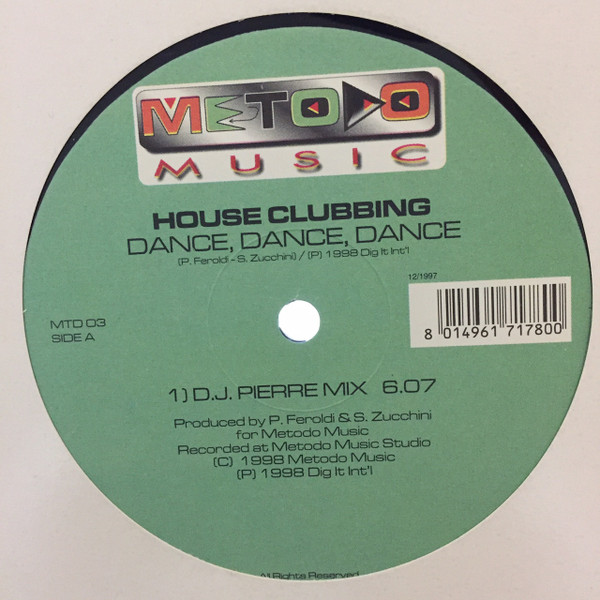 METODO
MUSIC
HOUSE CLUBBING
DANCE, DANCE, DANCE
(P. Feroldi - S. Zucchini) / (P) 1998 Dig It Int'l
12/1997
8 014961 717800
MTD 03
SIDE A
1) D.J. PIERRE MIX 6.07
Produced by P. Feroldi & S. Zucchini
for Metodo Music
Recorded at Metodo Music Studio
(C) 1998 Metodo Music
(P) 1998 Dig It Int'l
All Rights Reserved